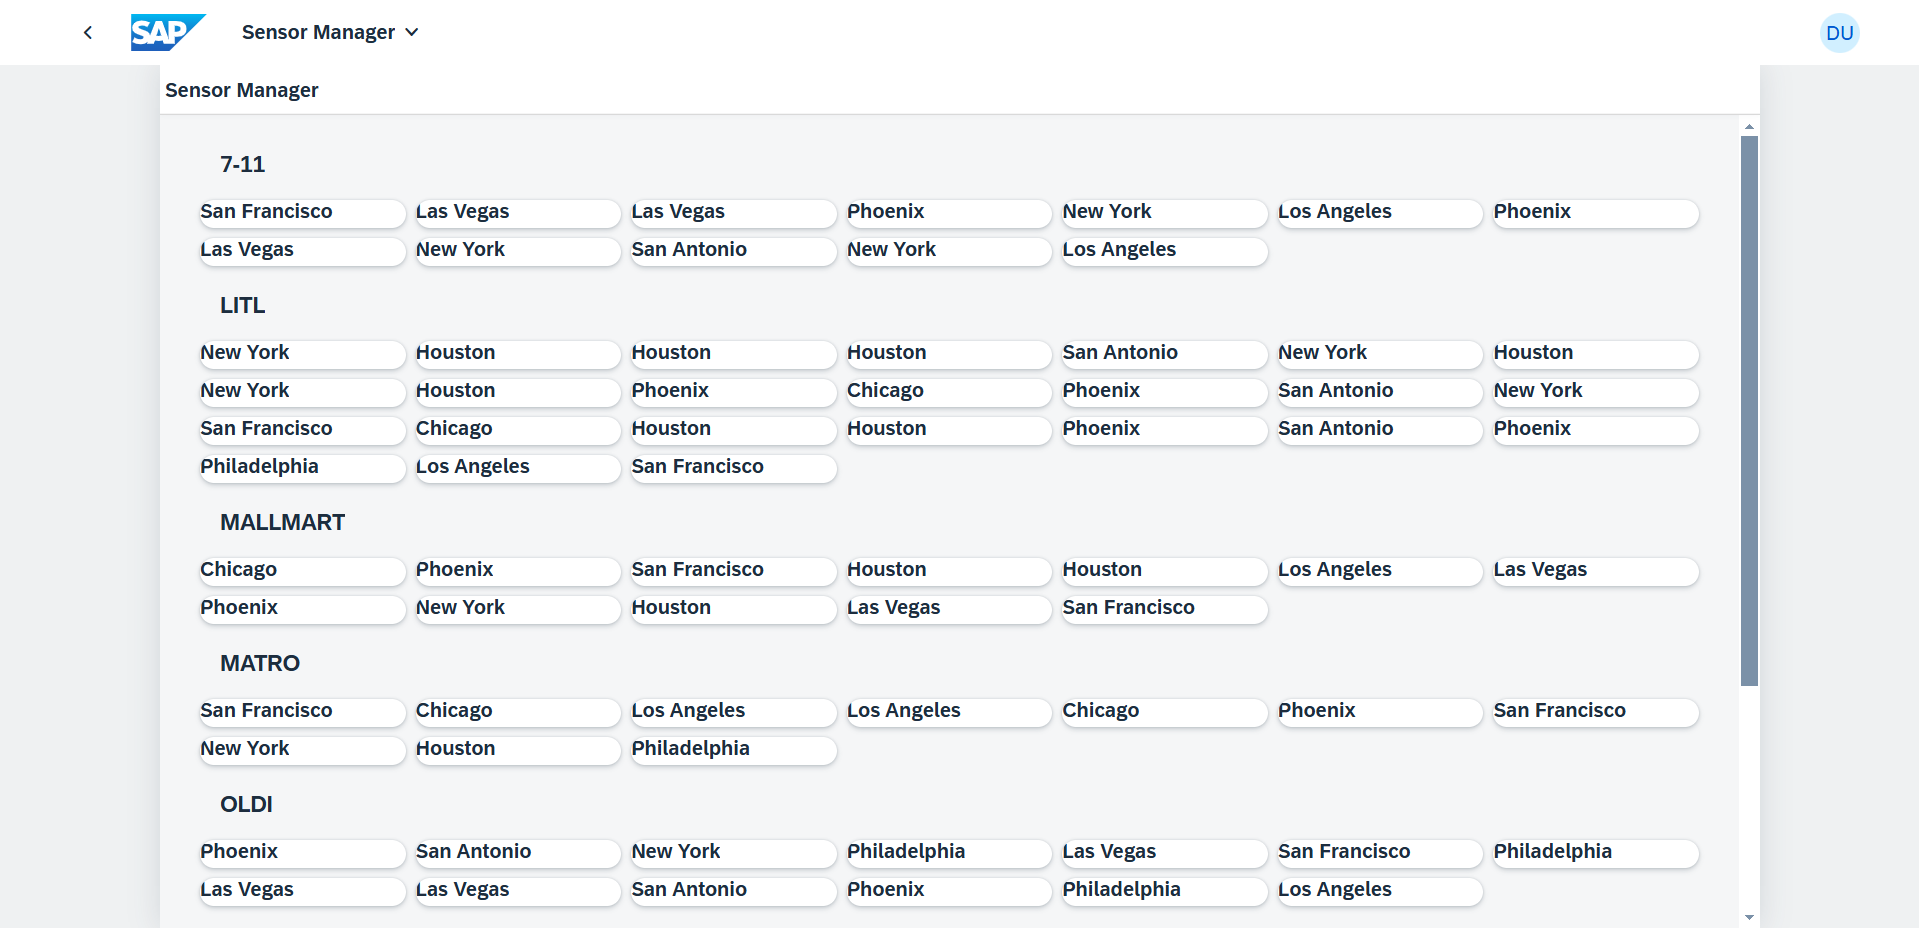 SAP Sensor Manager DU
Sensor Manager
7-11
San Francisco Las Vegas Las Vegas Phoenix New York Los Angeles Phoenix
Las Vegas New York San Antonio New York Los Angeles
LITL
New York Houston Houston Houston San Antonio New York Houston
New York Houston Phoenix Chicago Phoenix San Antonio New York
San Francisco Chicago Houston Houston Phoenix San Antonio Phoenix
Philadelphia Los Angeles San Francisco
MALLMART
Chicago Phoenix San Francisco Houston Houston Los Angeles Las Vegas
Phoenix New York Houston Las Vegas San Francisco
MATRO
San Francisco Chicago Los Angeles Los Angeles Chicago Phoenix San Francisco
New York Houston Philadelphia
OLDI
Phoenix San Antonio New York Philadelphia Las Vegas San Francisco Philadelphia
Las Vegas Las Vegas San Antonio Phoenix Philadelphia Los Angeles